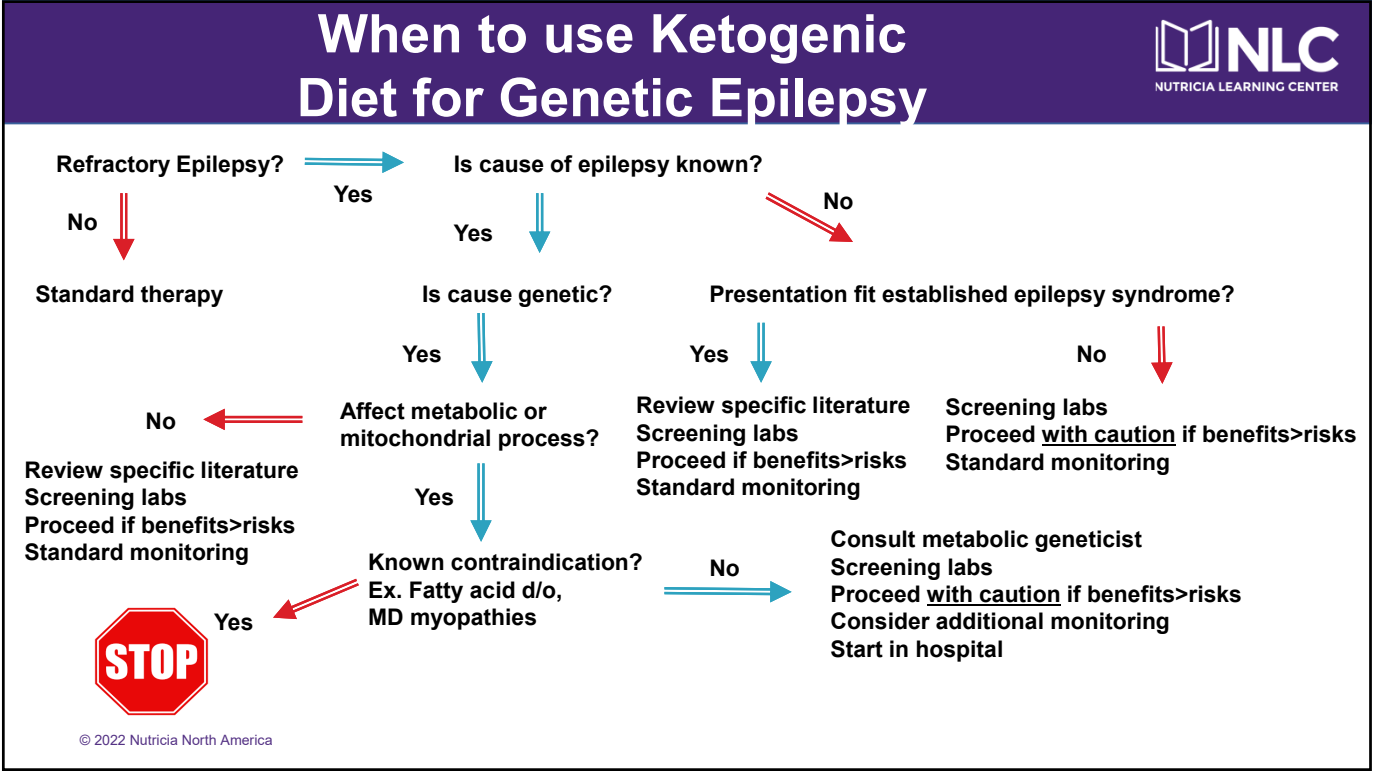 When to use Ketogenic
Diet for Genetic Epilepsy
NLC
NUTRICIA LEARNING CENTER
Refractory Epilepsy?
Yes
Is cause of epilepsy known?
No
Yes
No
Standard therapy
Is cause genetic?
Presentation fit established epilepsy syndrome?
Yes
Yes
No
Affect metabolic or
mitochondrial process?
No
Review specific literature
Screening labs
Proceed if benefits>risks
Standard monitoring
Review specific literature
Screening labs
Proceed if benefits>risks
Standard monitoring
Screening labs
Proceed with caution if benefits>risks
Standard monitoring
Yes
Known contraindication?
Ex. Fatty acid d/o,
MD myopathies
No
Consult metabolic geneticist
Screening labs
Proceed with caution if benefits>risks
Consider additional monitoring
Start in hospital
Yes
STOP
© 2022 Nutricia North America